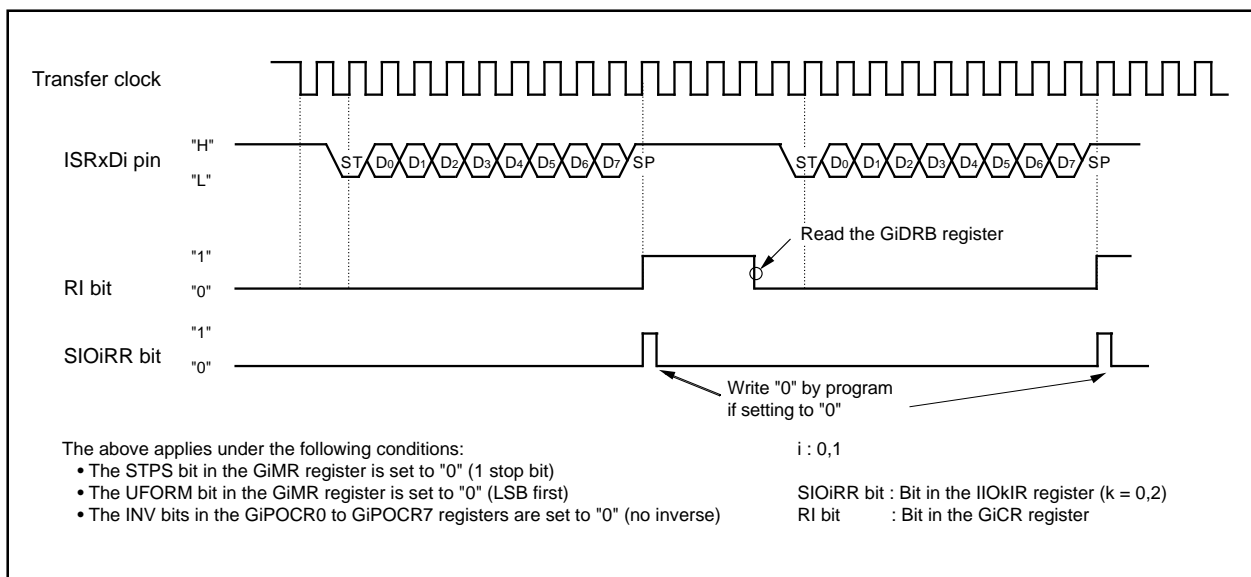 Transfer clock
ISRxDi pin
"H"
"L"
ST D0 D1 D2 D3 D4 D5 D6 D7 SP
ST D0 D1 D2 D3 D4 D5 D6 D7 SP
Read the GiDRB register
RI bit
"1"
"0"
SIOiRR bit
"1"
"0"
Write "0" by program
if setting to "0"
The above applies under the following conditions:
• The STPS bit in the GiMR register is set to "0" (1 stop bit)
• The UFORM bit in the GiMR register is set to "0" (LSB first)
• The INV bits in the GiPOCR0 to GiPOCR7 registers are set to "0" (no inverse)
i : 0,1
SIOiRR bit : Bit in the IIOkIR register (k = 0,2)
RI bit : Bit in the GiCR register